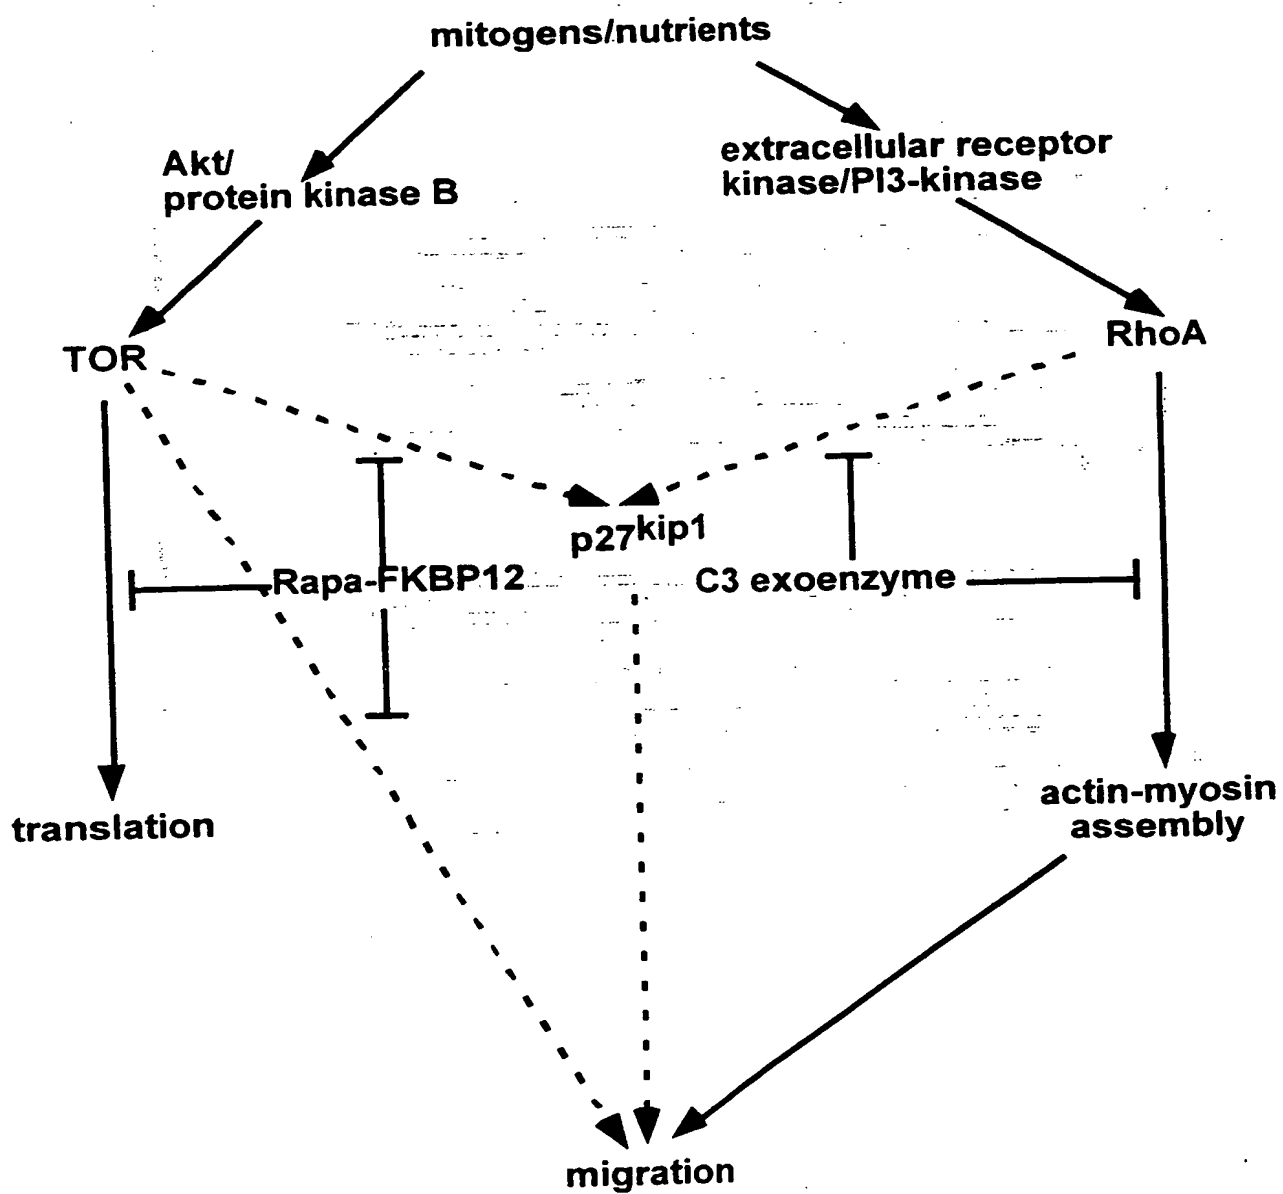 mitogens/nutrients
Akt/
protein kinase B
extracellular receptor
kinase/PI3-kinase
TOR
RhoA
p27kip1
Rapa-FKBP12
C3 exoenzyme
translation
actin-myosin
assembly
migration